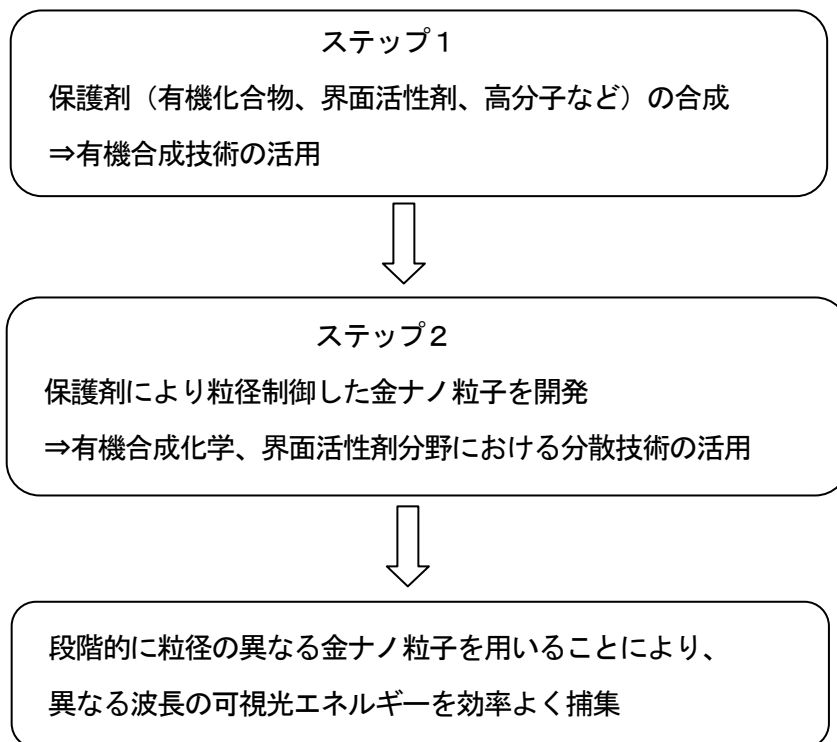 ステップ1
保護剤（有機化合物、界面活性剤、高分子など）の合成
⇒有機合成技術の活用
ステップ2
保護剤により粒径制御した金ナノ粒子を開発
⇒有機合成化学、界面活性剤分野における分散技術の活用
段階的に粒径の異なる金ナノ粒子を用いることにより、
異なる波長の可視光エネルギーを効率よく捕集